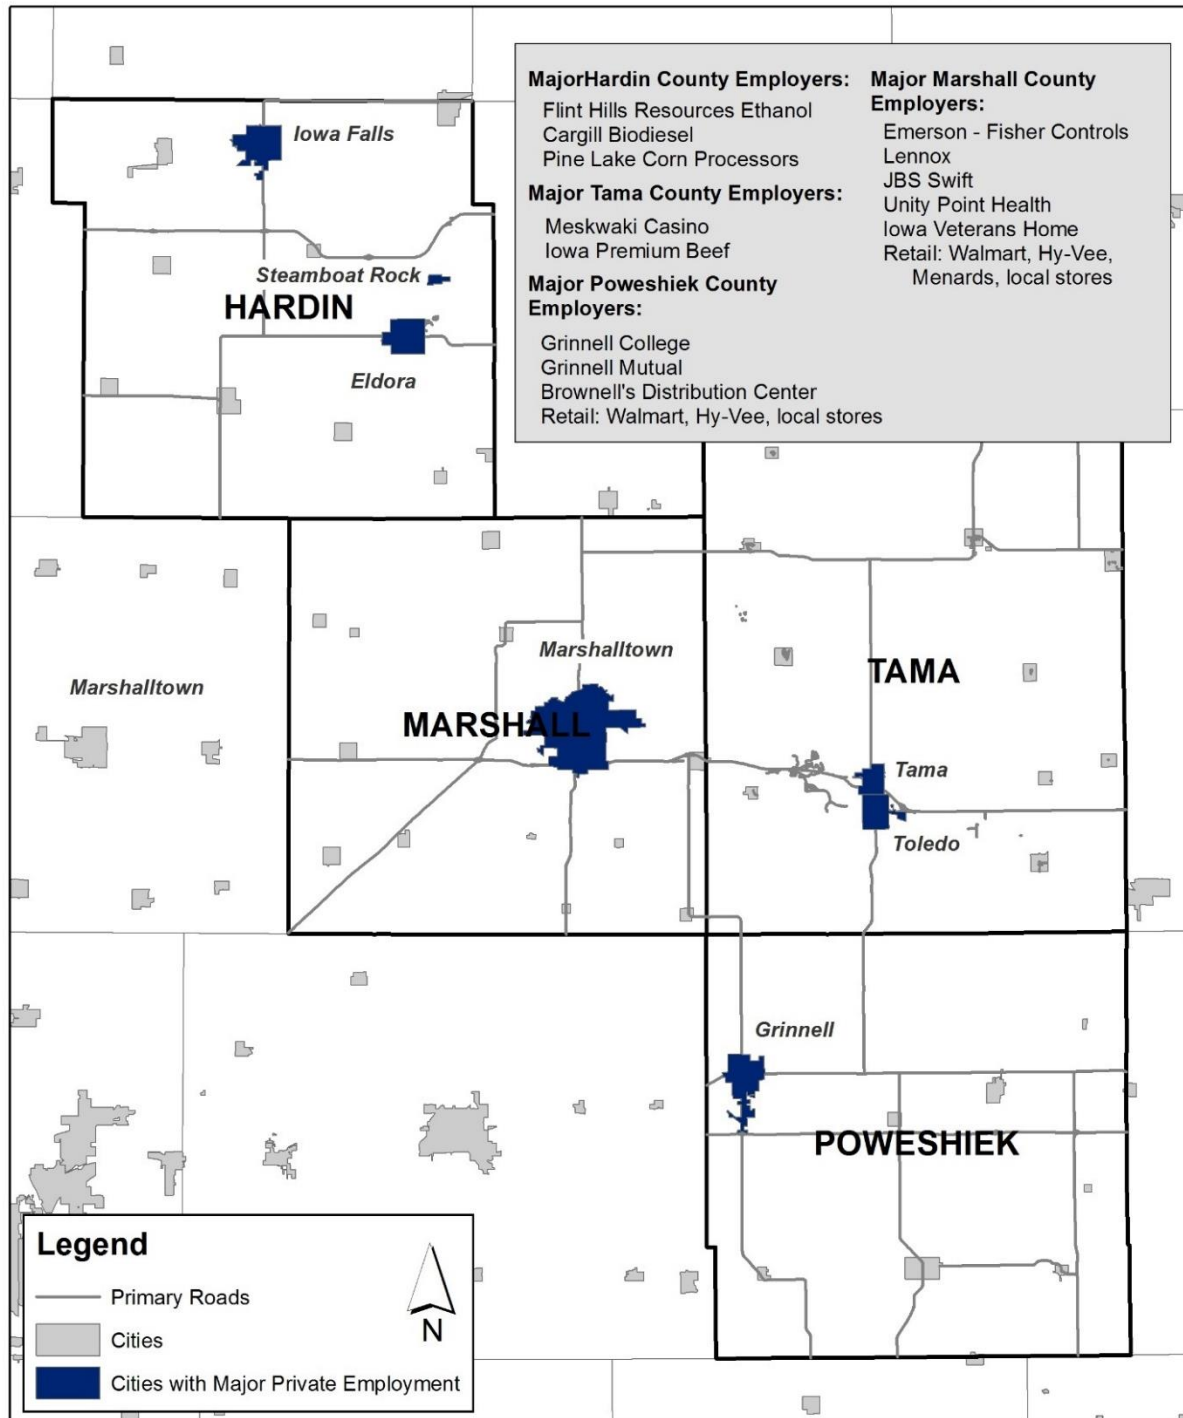 MajorHardin County Employers:
Flint Hills Resources Ethanol
Cargill Biodiesel
Pine Lake Corn Processors
Major Tama County Employers:
Meskwaki Casino
Iowa Premium Beef
Major Poweshiek County
Employers:
Grinnell College
Grinnell Mutual
Brownell's Distribution Center
Retail: Walmart, Hy-Vee, local stores
Major Marshall County
Employers:
Emerson - Fisher Controls
Lennox
JBS Swift
Unity Point Health
Iowa Veterans Home
Retail: Walmart, Hy-Vee,
Menards, local stores
Iowa Falls
Steamboat Rock
HARDIN
Eldora
Marshalltown
Marshalltown
MARSHALL
TAMA
Tama
Toledo
Grinnell
POWESHIEK
Legend
Primary Roads
Cities
Cities with Major Private Employment
N